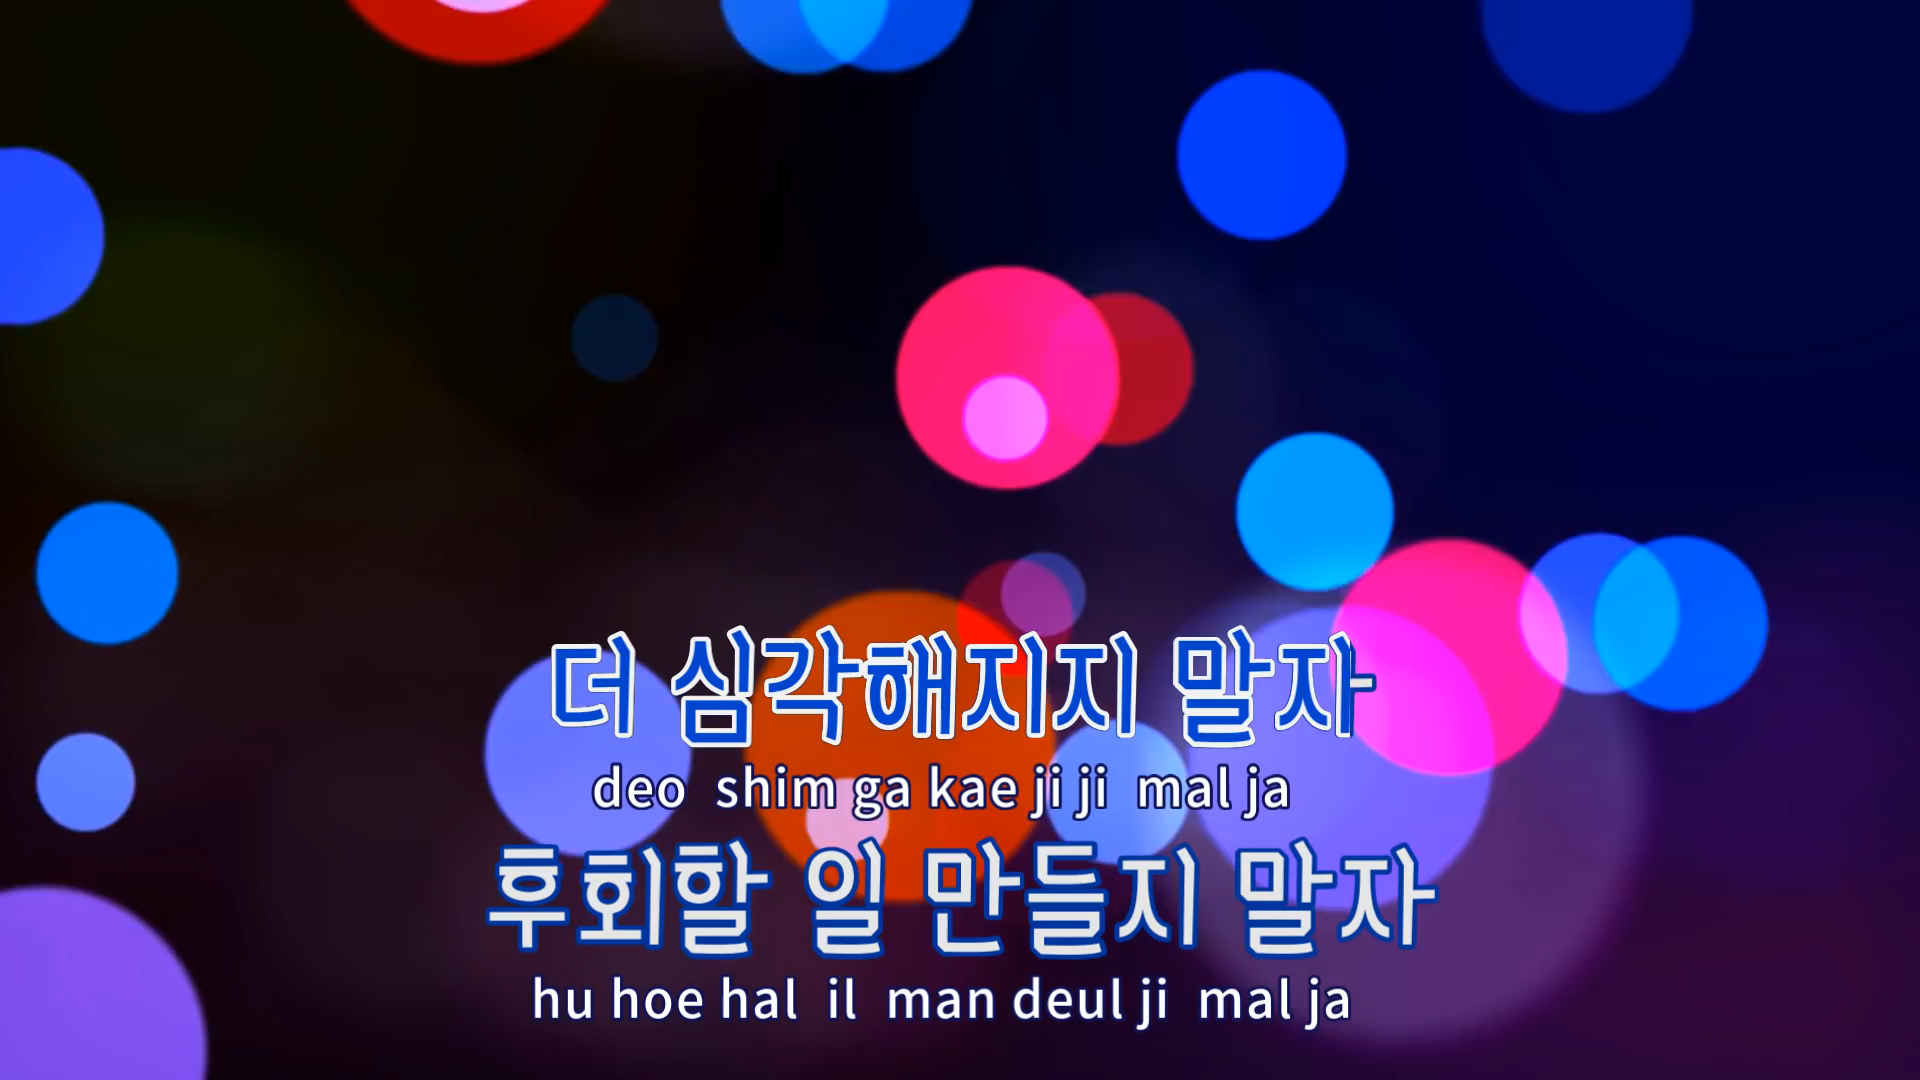 더 심각해지지 말자
deo shim ga kae ji ji mal ja
후회할 일 만들지 말자
hu hoe hal il man deul ji mal ja